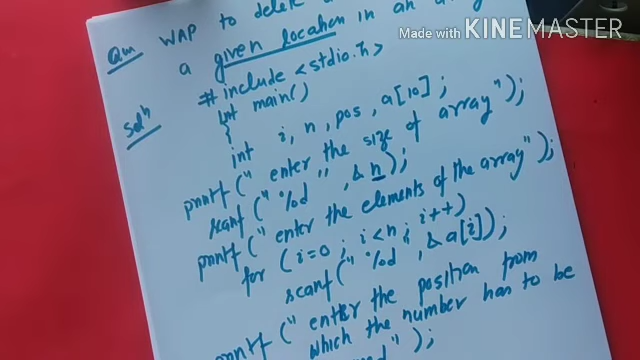 Made with KINEMASTER
Qn WAP to delete
a given location in an array
Solⁿ #include <stdio.h>
int main()
{
int i, n, pos, a[10];
printf("enter the size of array");
scanf("%d", &n);
printf("enter the elements of the array");
for (i=0; i<n; i++)
scanf("%d", &a[i]);
printf("enter the position from
which the number has to be
");